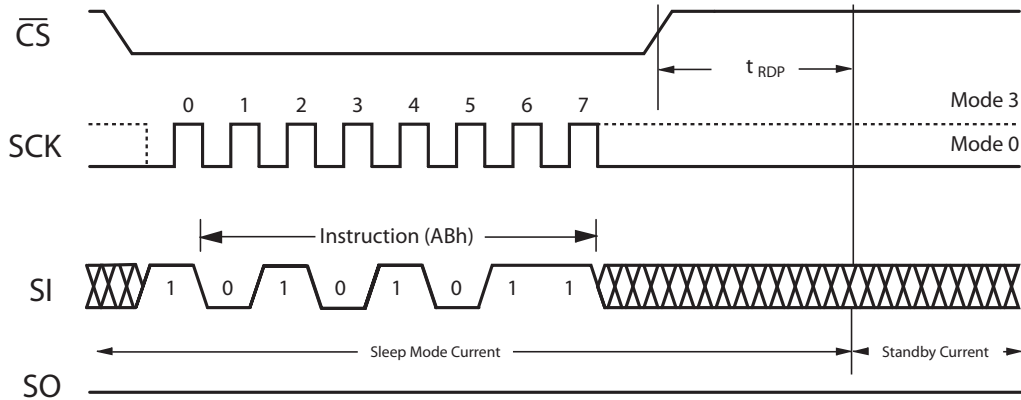 CS
t RDP
0 1 2 3 4 5 6 7
Mode 3
SCK
Mode 0
Instruction (ABh)
SI
1 0 1 0 1 0 1 1
Sleep Mode Current
Standby Current
SO